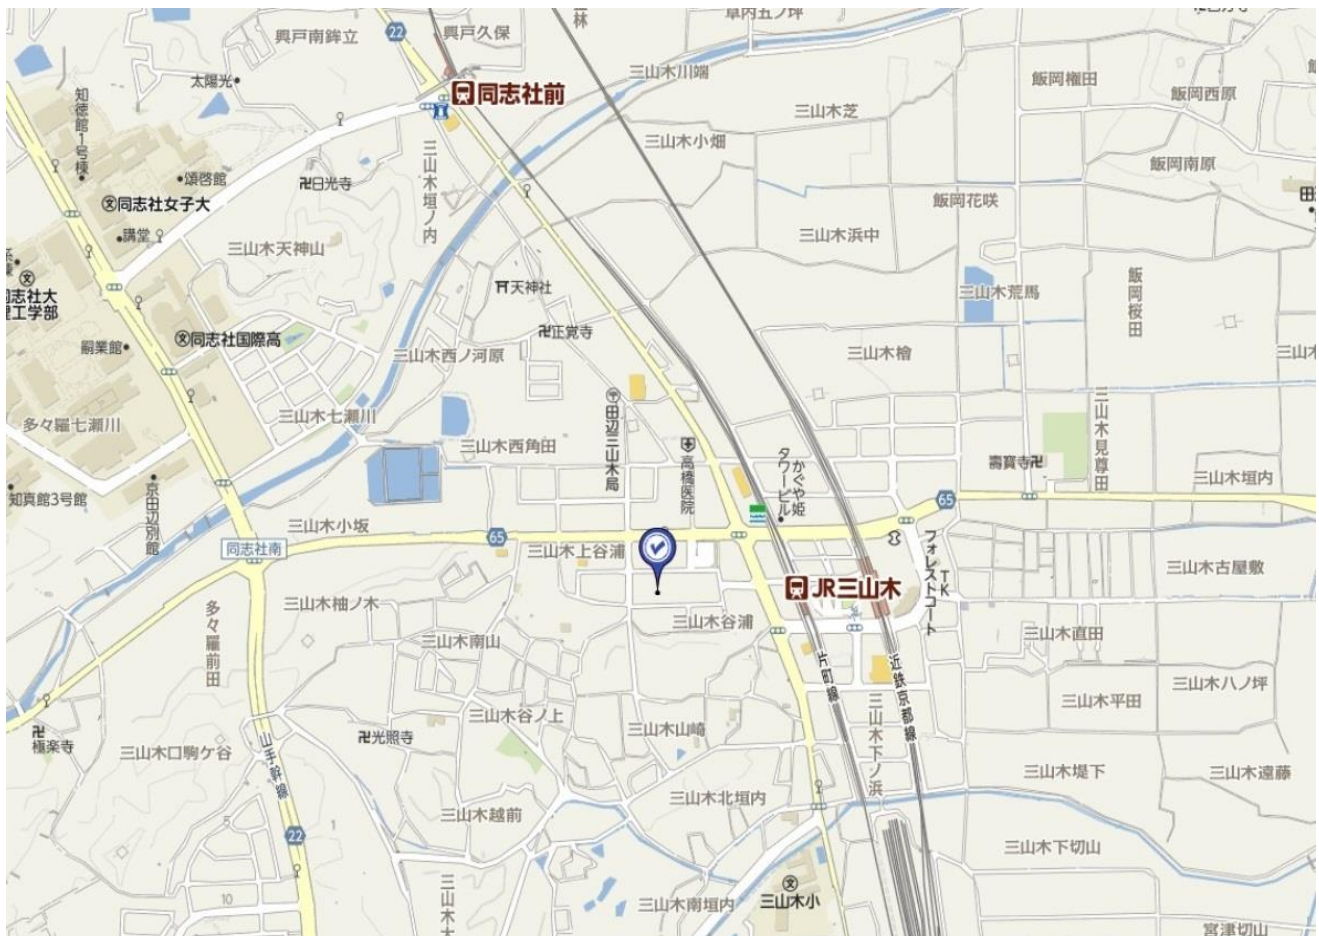 三山木川端
興戸南鉾立
22
興戸久保
太陽光
同志社前
飯岡権田
飯岡西原
知徳館1号棟
三山木芝
三山木小畑
三山木垣ノ内
飯岡南原
頌啓館
卍日光寺
同志社女子大
飯岡花咲
講堂
三山木天神山
三山木浜中
天神社
三山木荒馬
飯岡桜田
同志社国際高
卍正覚寺
嗣業館
三山木西ノ河原
三山木檜
三山木七瀬川
多々羅七瀬川
田辺三山木局
高橋医院
三山木西角田
かぐや姫
タワービル
壽寶寺卍
三山木見尊田
三山木垣内
知真館3号館
京田辺別館
三山木小坂
65
65
同志社南
三山木上谷浦
フォレストコート
TK
JR三山木
三山木古屋敷
三山木柚ノ木
多々羅前田
三山木南山
三山木谷浦
三山木直田
片町線
近鉄京都線
三山木平田
三山木八ノ坪
三山木谷ノ上
三山木山崎
三山木下ノ浜
卍
極楽寺
三山木口駒ケ谷
卍光照寺
山手幹線
三山木堤下
三山木遠藤
三山木北垣内
三山木越前
22
5
1
三山木下切山
10
三山木小
三山木南垣内
宮津切山